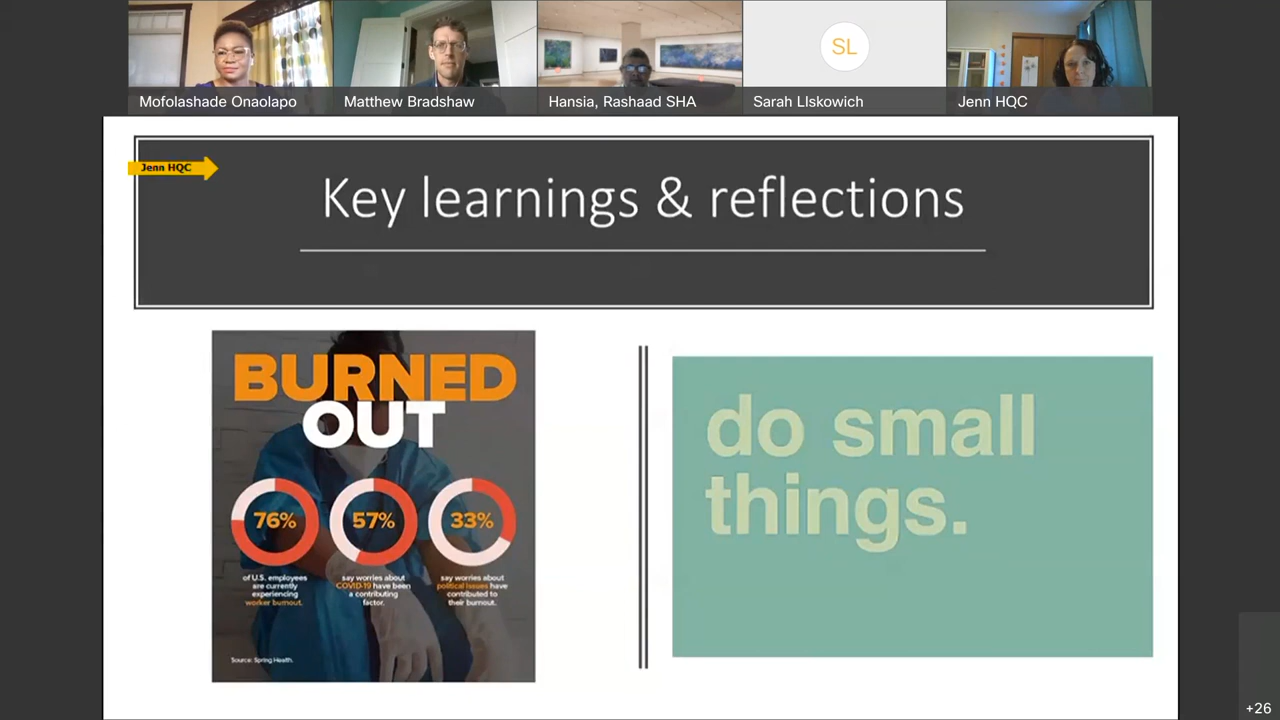 SL
Mofolashade Onaolapo
Matthew Bradshaw
Hansia, Rashaad SHA
Sarah LIskowich
Jenn HQC
Jenn HQC
Key learnings & reflections
BURNED
OUT
76%
of U.S. employees
are currently
experiencing
worker burnout.
57%
say worries about
COVID-19 have been
a contributing
factor.
33%
say worries about
political issues have
contributed to
their burnout.
Source: Spring Health.
do small
things.
+26